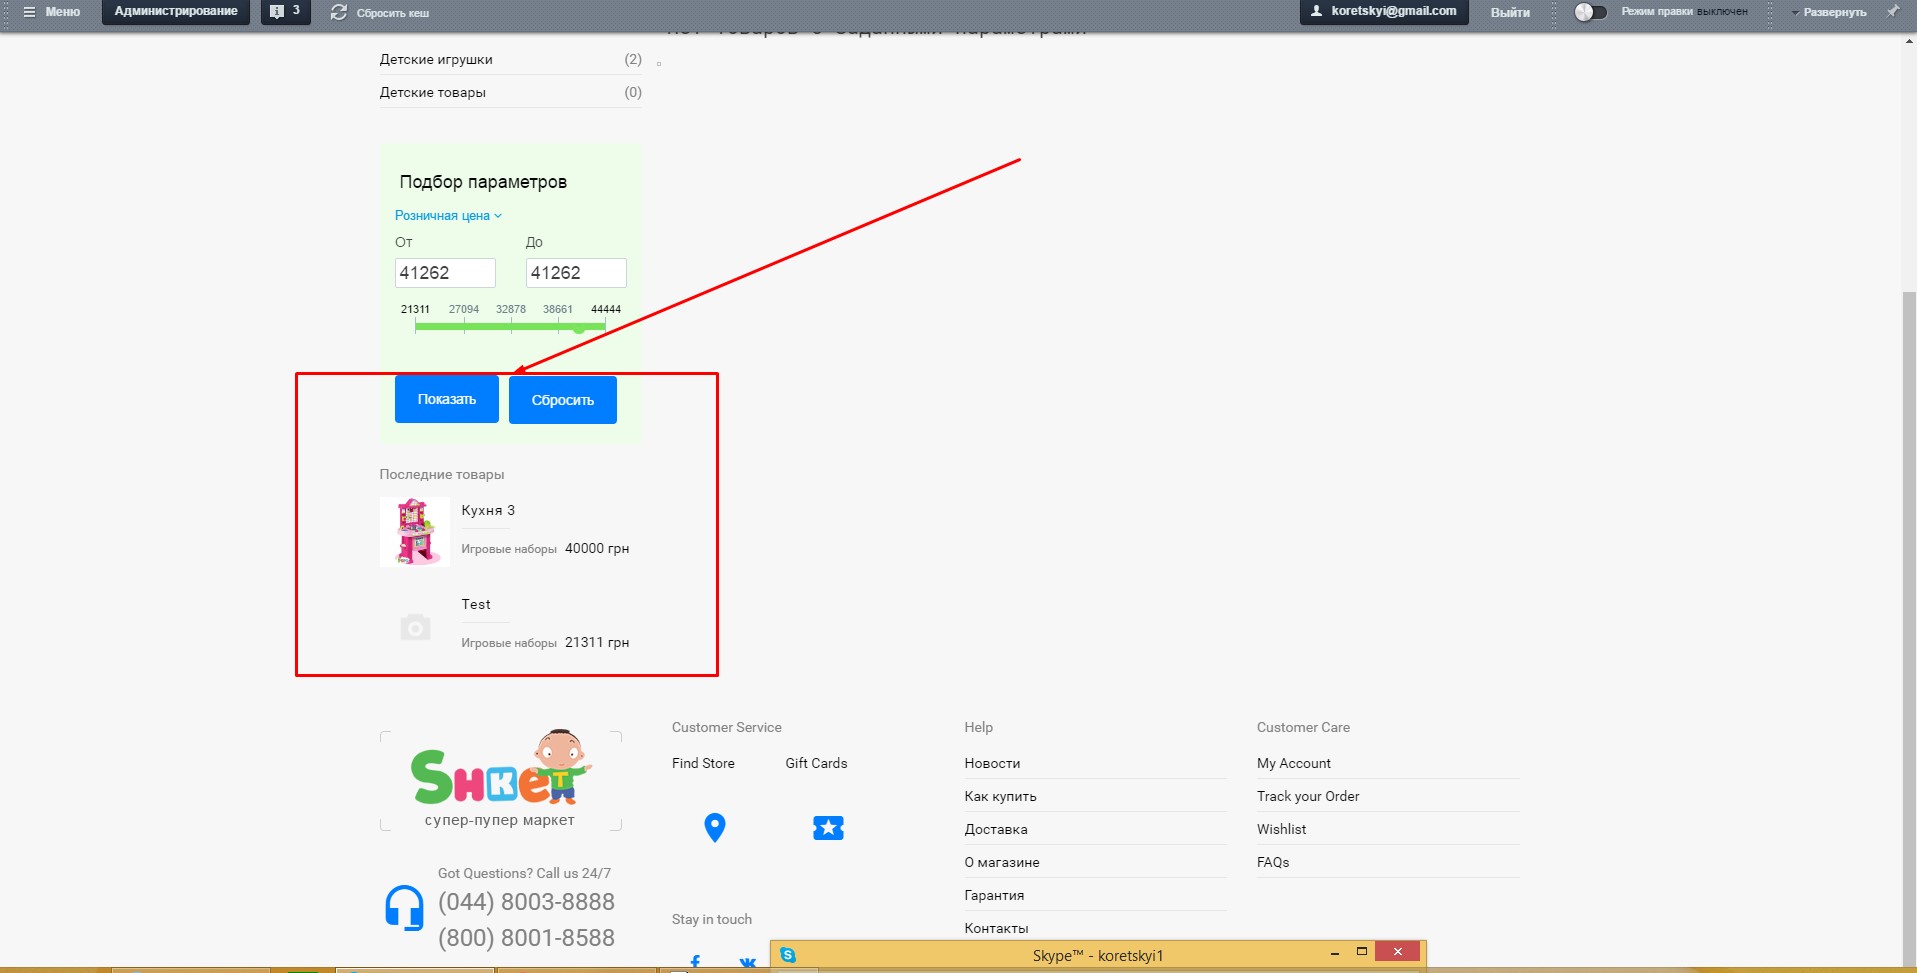 Меню
Администрирование
3
Сбросить кеш
koretskyi@gmail.com
Выйти
Режим правки выключен
Развернуть
Нет товаров с заданными параметрами
Детские игрушки (2)
Детские товары (0)
Подбор параметров
Розничная цена
От До
41262 41262
21311 27094 32878 38661 44444
Показать Сбросить
Последние товары
Кухня 3
Игровые наборы 40000 грн
Test
Игровые наборы 21311 грн
SHKET
супер-пупер маркет
Got Questions? Call us 24/7
(044) 8003-8888
(800) 8001-8588
Customer Service
Find Store Gift Cards
Stay in touch
Help
Новости
Как купить
Доставка
О магазине
Гарантия
Контакты
Customer Care
My Account
Track your Order
Wishlist
FAQs
Skype™ - koretskyi1